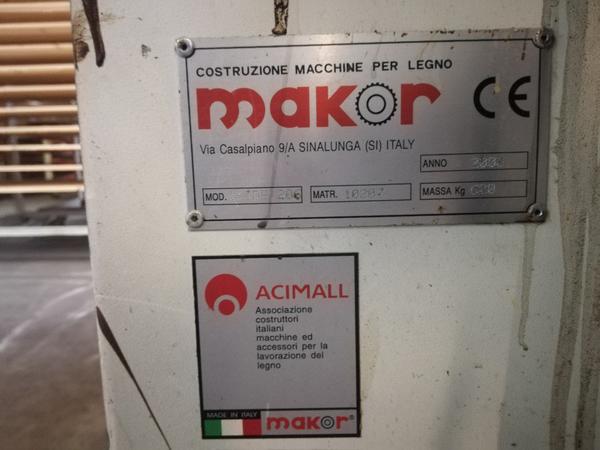 COSTRUZIONE MACCHINE PER LEGNO
makor CE
Via Casalpiano 9/A SINALUNGA (SI) ITALY
ANNO
MOD. MATR. 10207
MASSA Kg
ACIMALL
Associazione
costruttori
italiani
macchine ed
accessori per la
lavorazione del
legno
MADE IN ITALY
makor®